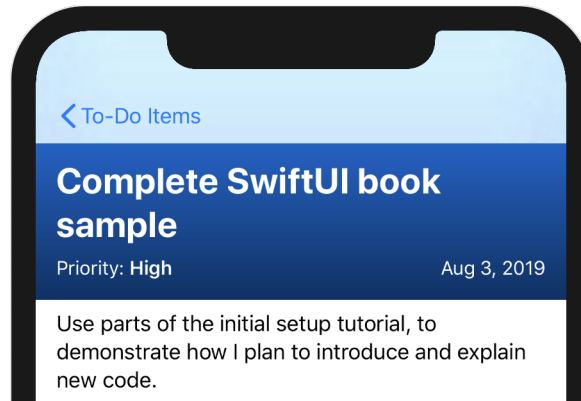 To-Do Items
Complete SwiftUI book
sample
Priority: High
Aug 3, 2019
Use parts of the initial setup tutorial, to
demonstrate how I plan to introduce and explain
new code.